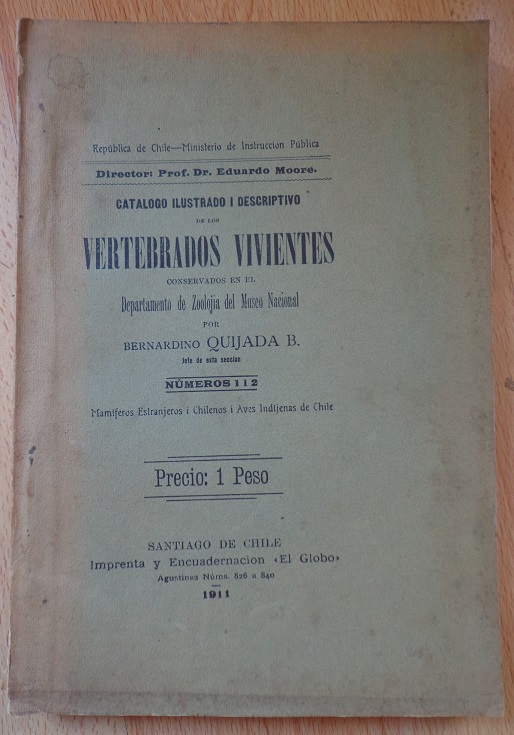 República de Chile—Ministerio de Instruccion Pública
Director: Prof. Dr. Eduardo Moore.
CATALOGO ILUSTRADO I DESCRIPTIVO
DE LOS
VERTEBRADOS VIVIENTES
CONSERVADOS EN EL
Departamento de Zoolojía del Museo Nacional
POR
BERNARDINO QUIJADA B.
Jefe de esta seccion
NÚMEROS 1 i 2
Mamíferos Estranjeros i Chilenos i Aves Indíjenas de Chile
Precio: 1 Peso
SANTIAGO DE CHILE
Imprenta y Encuadernacion «El Globo»
Agustinas Núms. 826 a 840
1911